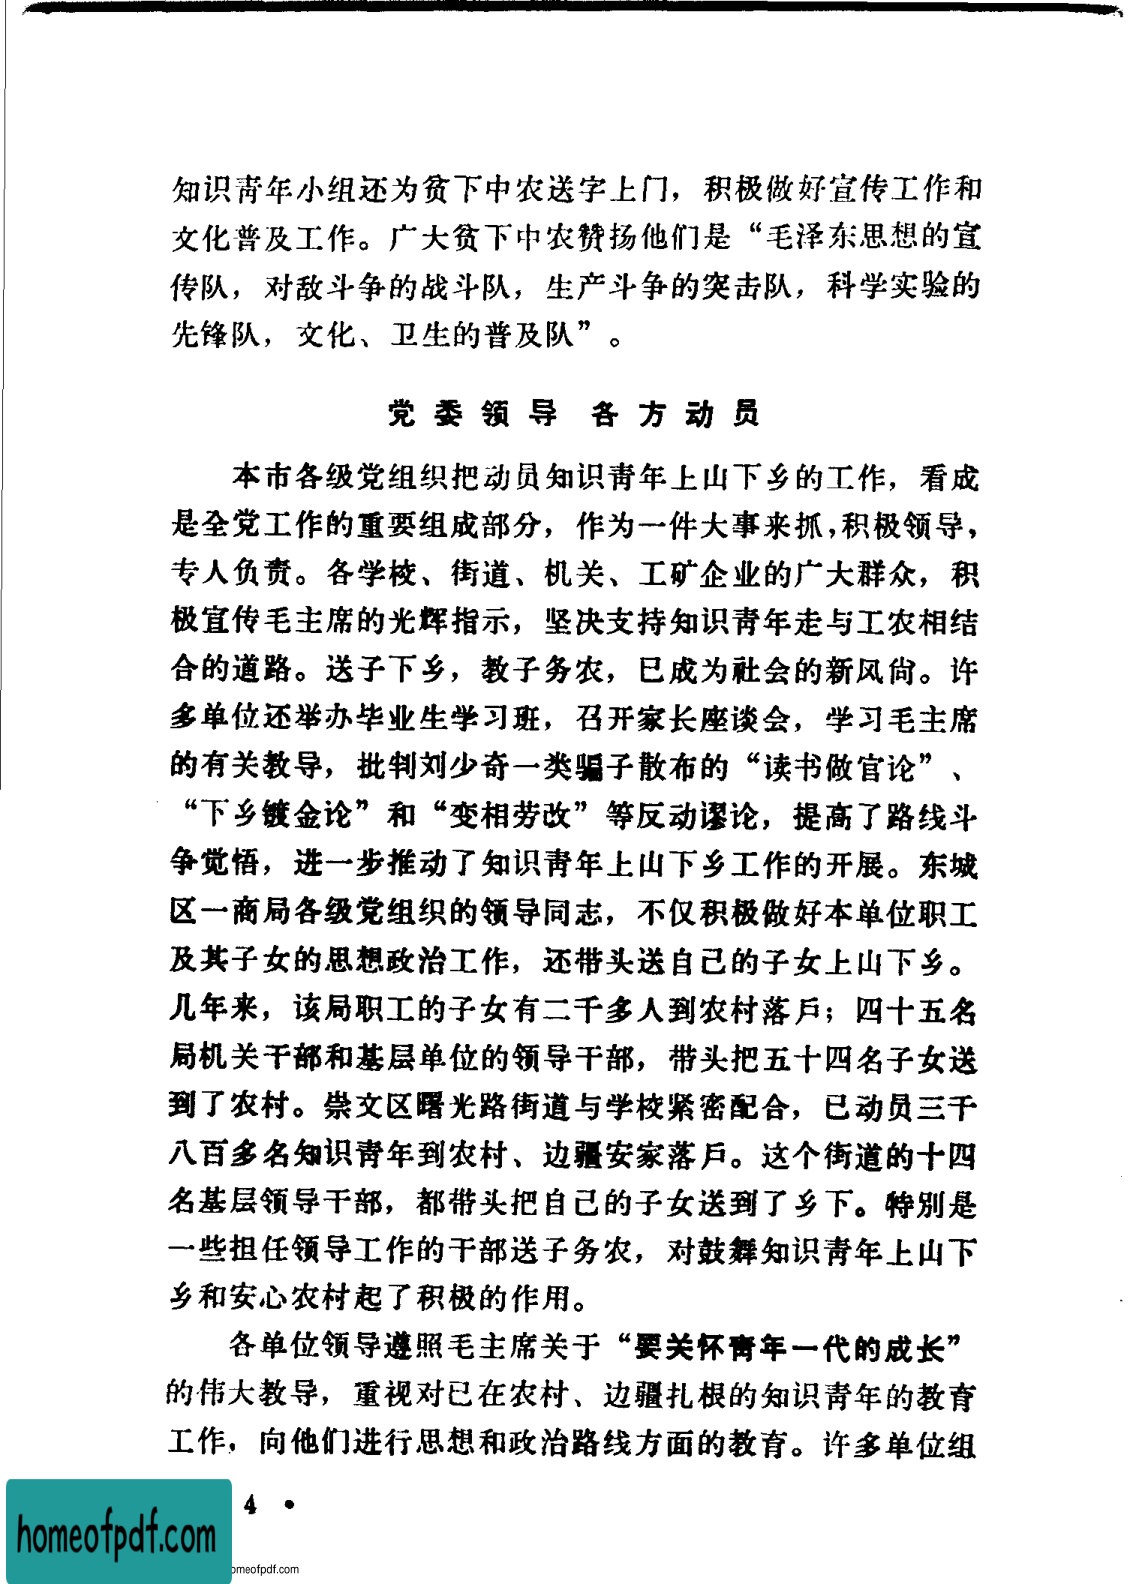 知识青年小组还为贫下中农送字上门，积极做好宣传工作和
文化普及工作。广大贫下中农赞扬他们是“毛泽东思想的宣
传队，对敌斗争的战斗队，生产斗争的突击队，科学实验的
先锋队，文化、卫生的普及队”。
党委领导 各方动员
本市各级党组织把动员知识青年上山下乡的工作，看成
是全党工作的重要组成部分，作为一件大事来抓，积极领导，
专人负责。各学校、街道、机关、工矿企业的广大群众，积
极宣传毛主席的光辉指示，坚决支持知识青年走与工农相结
合的道路。送子下乡，教子务农，已成为社会的新风尚。许
多单位还举办毕业生学习班，召开家长座谈会，学习毛主席
的有关教导，批判刘少奇一类骗子散布的“读书做官论”、
“下乡镀金论”和“变相劳改”等反动谬论，提高了路线斗
争觉悟，进一步推动了知识青年上山下乡工作的开展。东城
区一商局各级党组织的领导同志，不仅积极做好本单位职工
及其子女的思想政治工作，还带头送自己的子女上山下乡。
几年来，该局职工的子女有二千多人到农村落户；四十五名
局机关干部和基层单位的领导干部，带头把五十四名子女送
到了农村。崇文区曙光路街道与学校紧密配合，已动员三千
八百多名知识青年到农村、边疆安家落户。这个街道的十四
名基层领导干部，都带头把自己的子女送到了乡下。特别是
一些担任领导工作的干部送子务农，对鼓舞知识青年上山下
乡和安心农村起了积极的作用。
各单位领导遵照毛主席关于“要关怀青年一代的成长”
的伟大教导，重视对已在农村、边疆扎根的知识青年的教育
工作，向他们进行思想和政治路线方面的教育。许多单位组
4 •
homeofpdf.com
omeofpdf.com